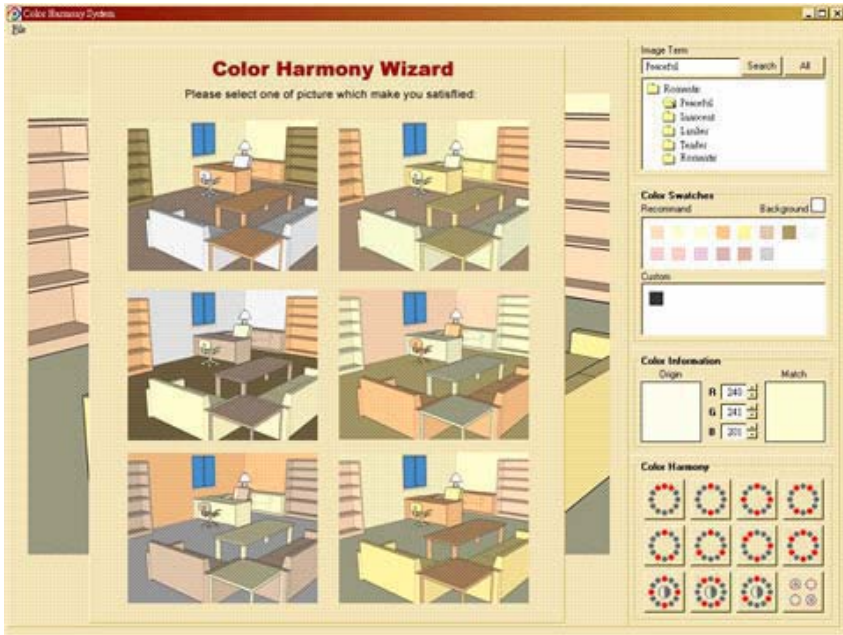 Color Harmony System
File
Color Harmony Wizard
Please select one of picture which make you satisflied:
Image Term
Peaceful
Search
All
Romantic
Peaceful
Innocent
Tender
Romantic
Color Swatches
Recommand
Background
Custom
Color Information
Origin
Match
R
G 241
B 201
Color Harmony